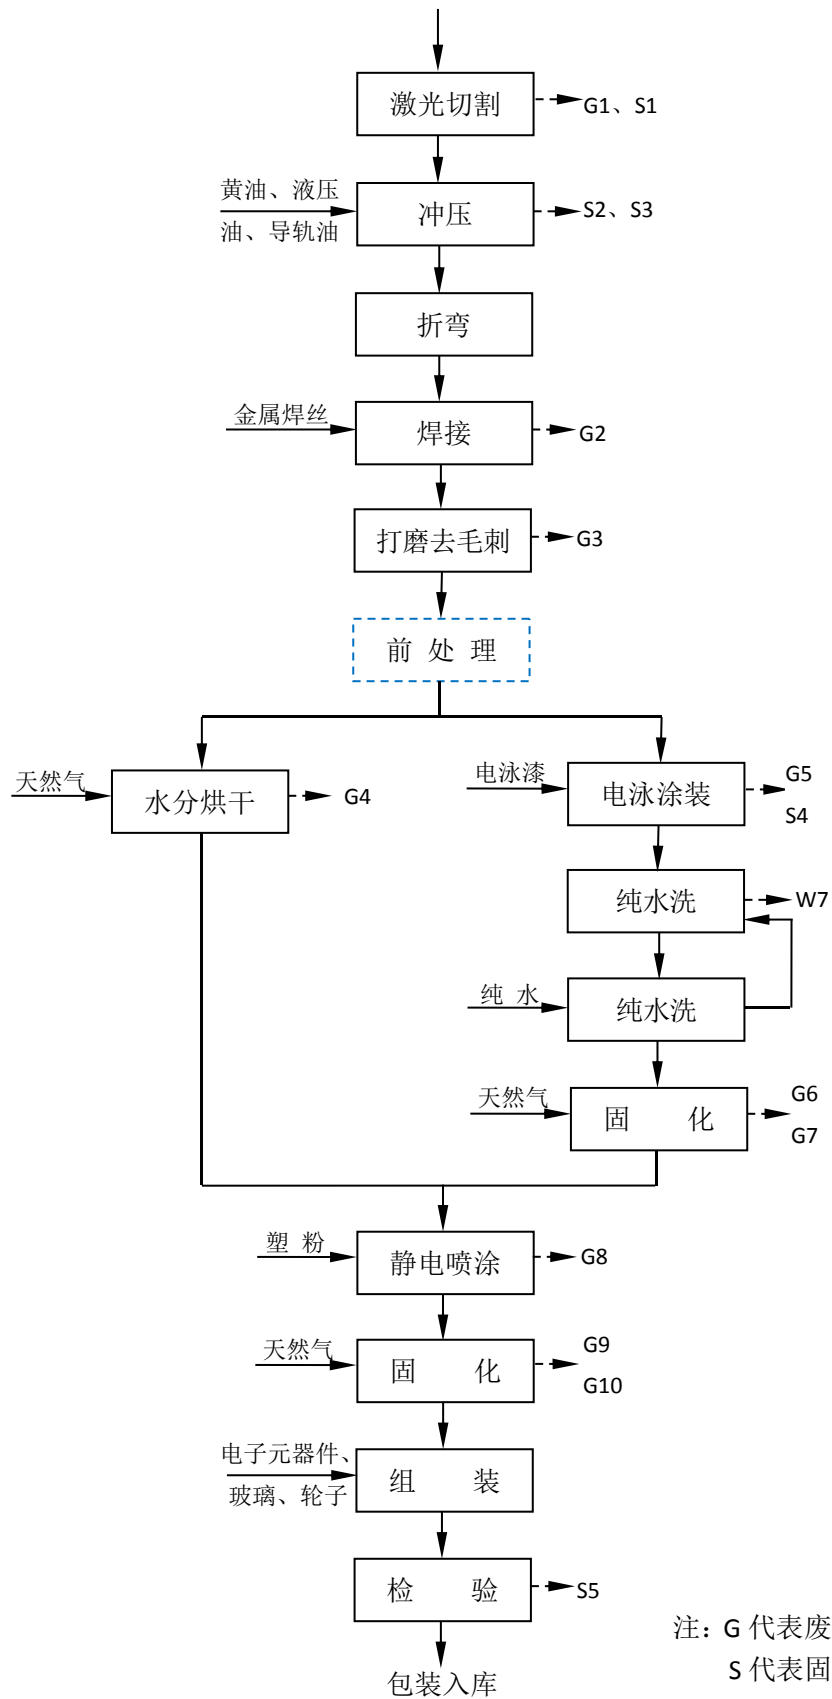 激光切割
G1、S1
黄油、液压
油、导轨油
冲压
S2、S3
折弯
金属焊丝
焊接
G2
打磨去毛刺
G3
前 处 理
天然气
水分烘干
G4
电泳漆
电泳涂装
G5
S4
纯水洗
W7
纯 水
纯水洗
天然气
固 化
G6
G7
塑 粉
静电喷涂
G8
天然气
固 化
G9
G10
电子元器件、
玻璃、轮子
组 装
检 验
S5
包装入库
注：G 代表废
S 代表固